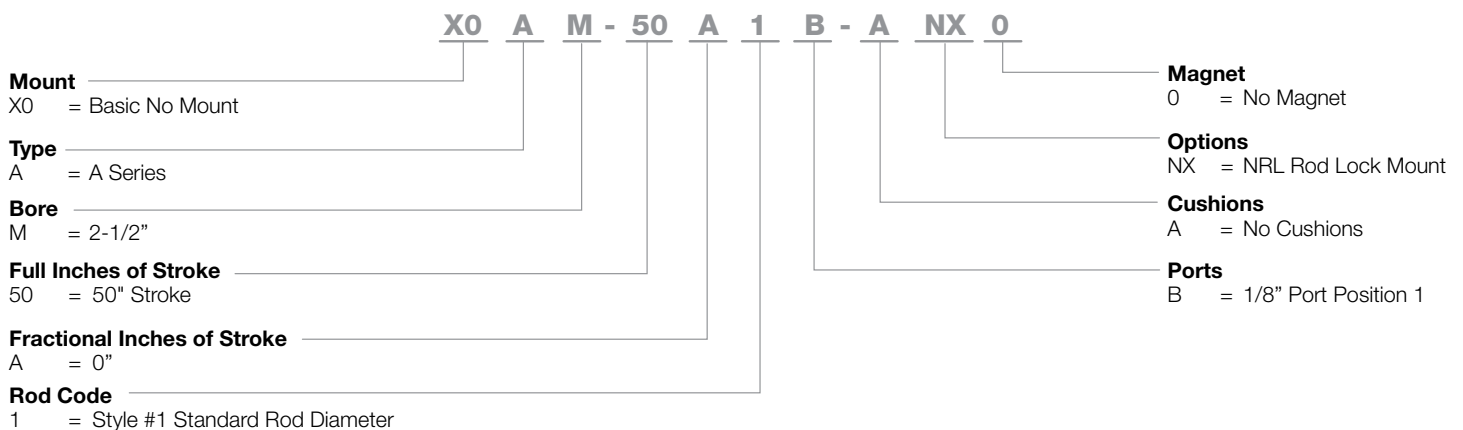 X0 A M - 50 A 1 B - A NX 0
Mount
X0 = Basic No Mount
Type
A = A Series
Bore
M = 2-1/2”
Full Inches of Stroke
50 = 50" Stroke
Fractional Inches of Stroke
A = 0”
Rod Code
1 = Style #1 Standard Rod Diameter
Magnet
0 = No Magnet
Options
NX = NRL Rod Lock Mount
Cushions
A = No Cushions
Ports
B = 1/8” Port Position 1